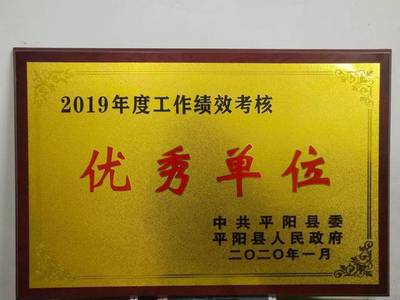 2019年度工作绩效考核
优秀单位
中共平阳县委
平阳县人民政府
二〇二〇年一月